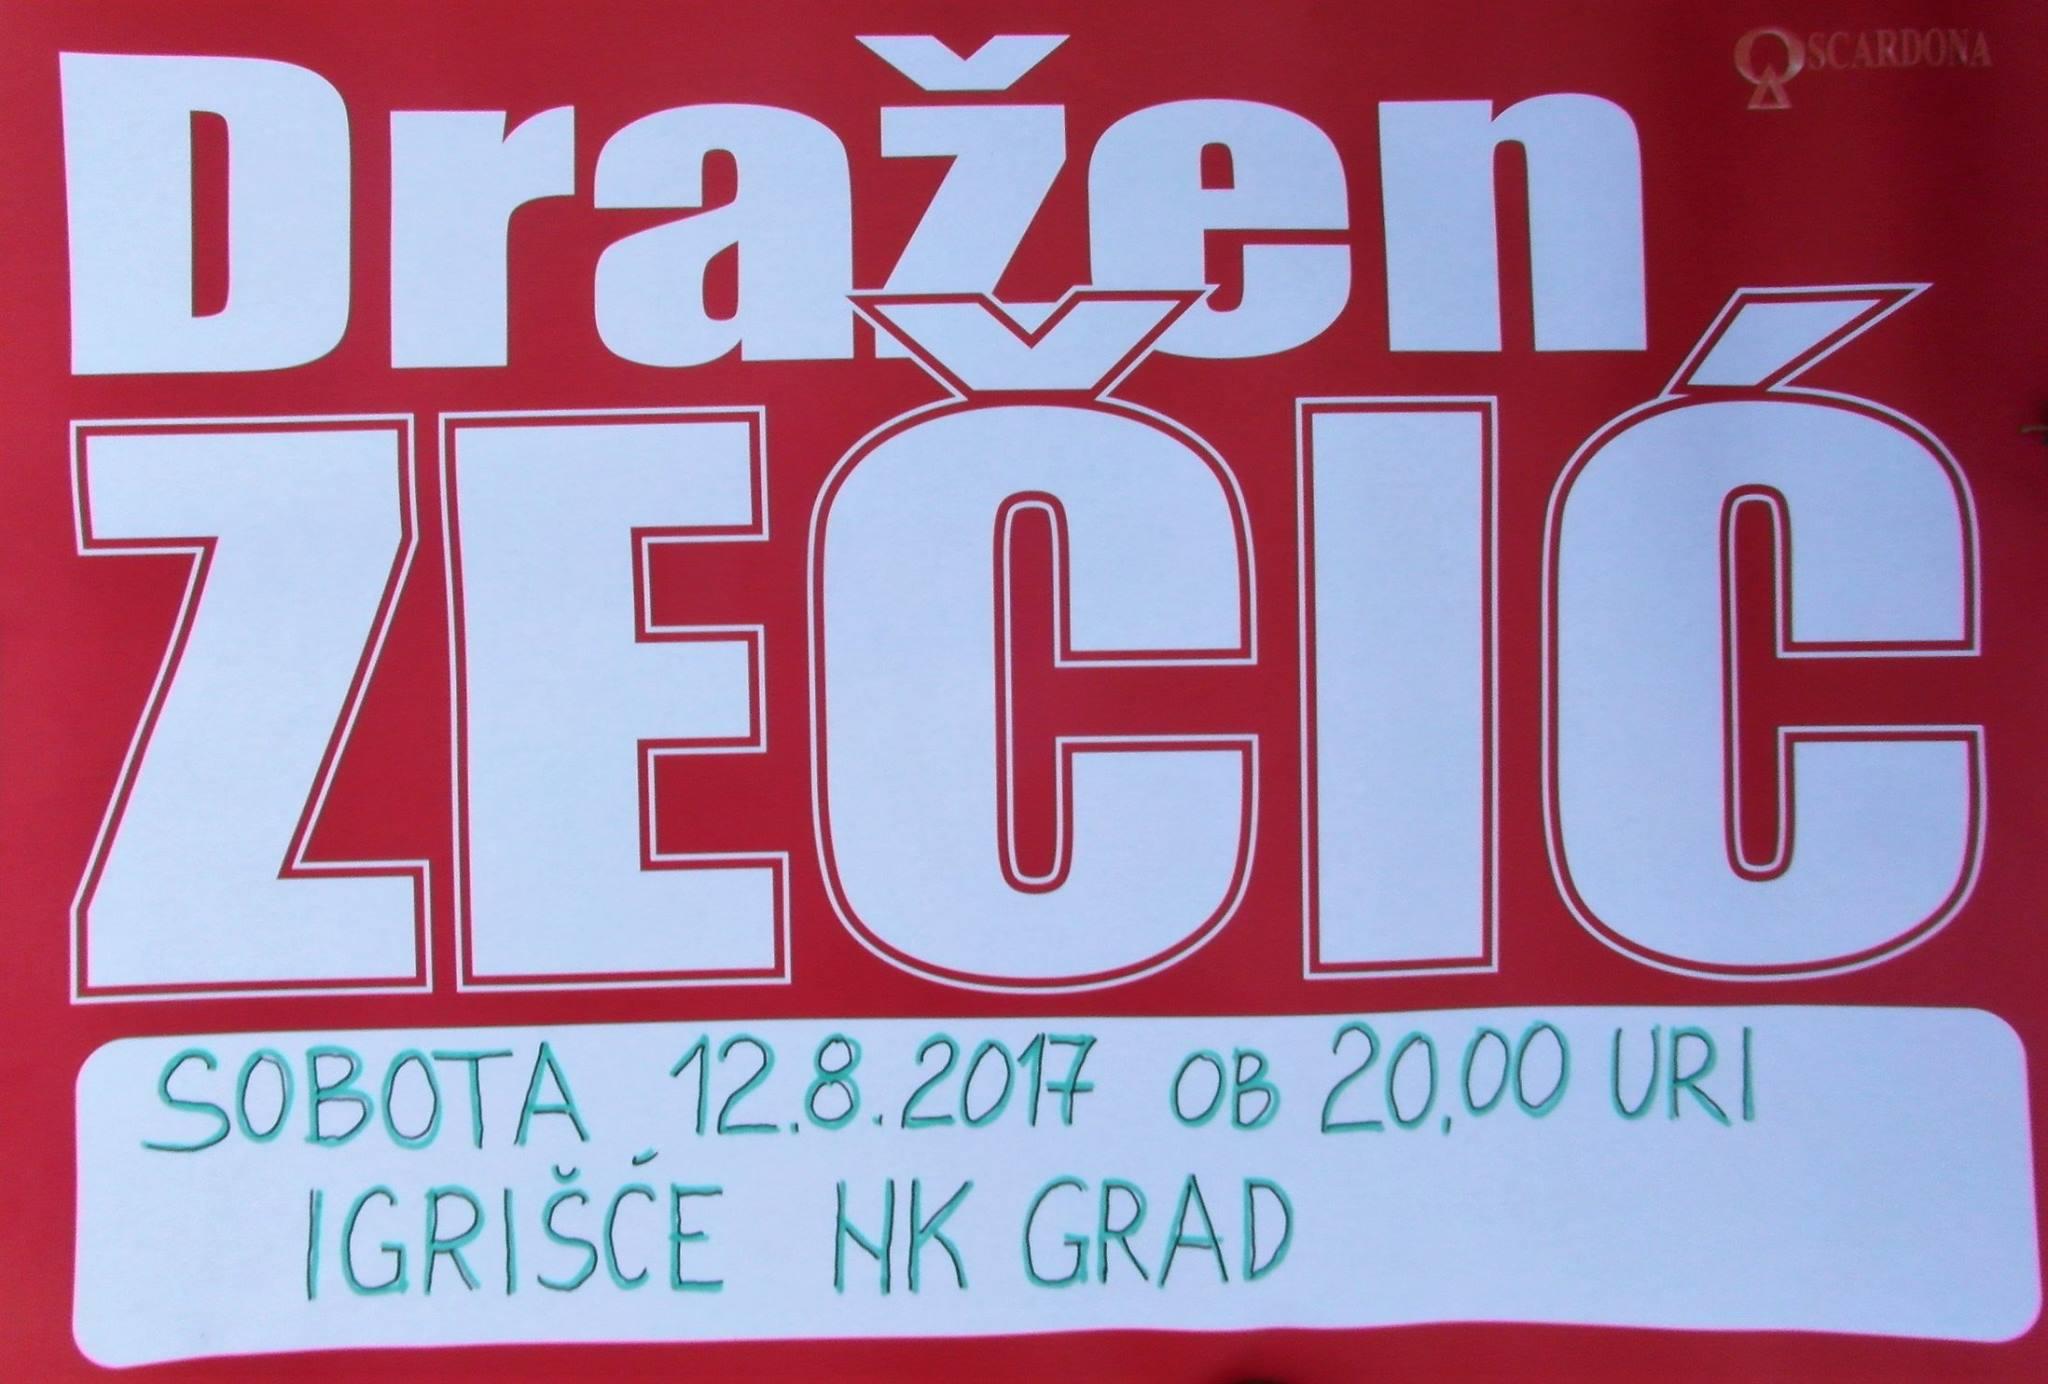 OSCARDONA
Dražen
ZEČIĆ
SOBOTA 12.8.2017 OB 20,00 URI
IGRIŠĆE NK GRAD